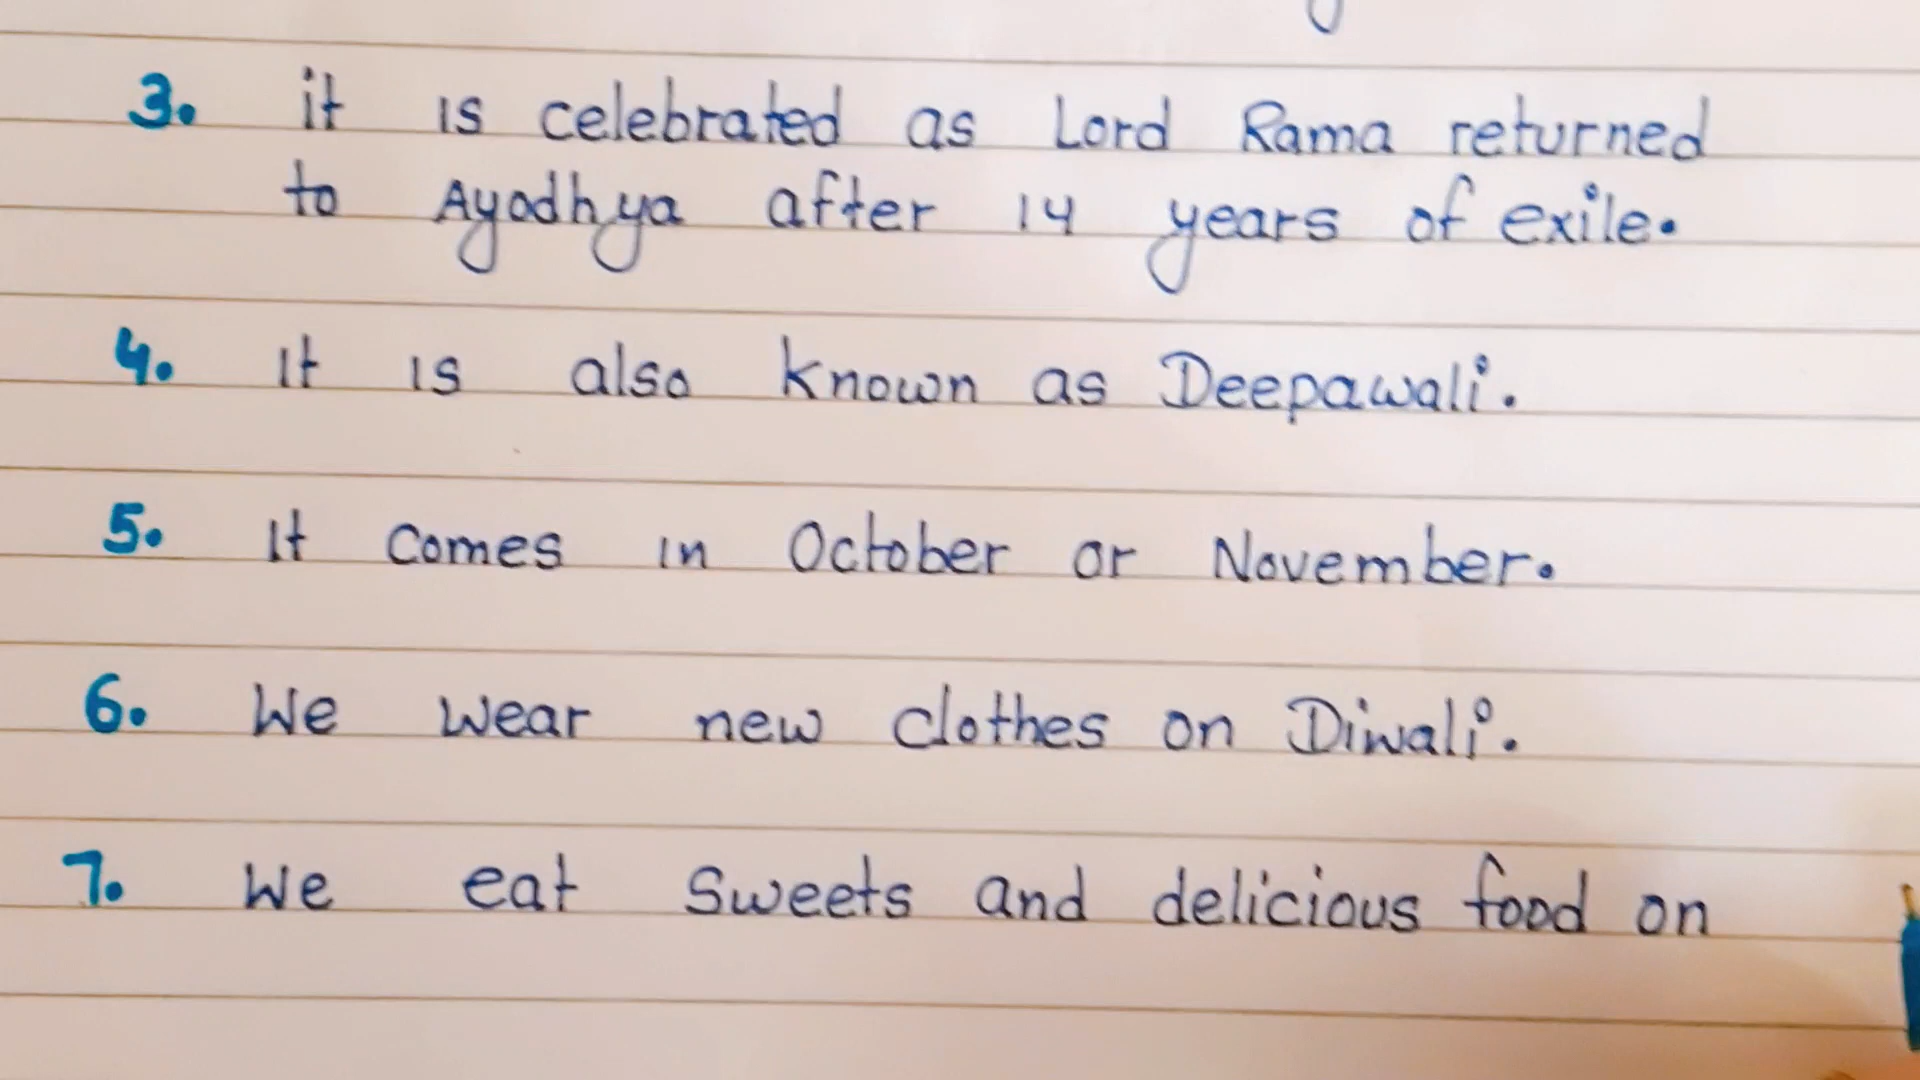 3. it is celebrated as Lord Rama returned
to Ayodhya after 14 years of exile.
4. It is also known as Deepawali.
5. It comes in October or November.
6. We wear new clothes on Diwali.
7. We eat Sweets and delicious food on